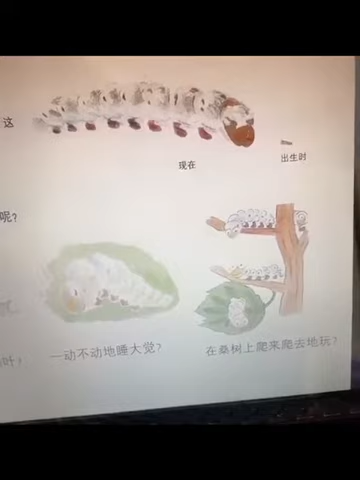 这
现在
出生时
呢？
叶？
一动不动地睡大觉？
在桑树上爬来爬去地玩？